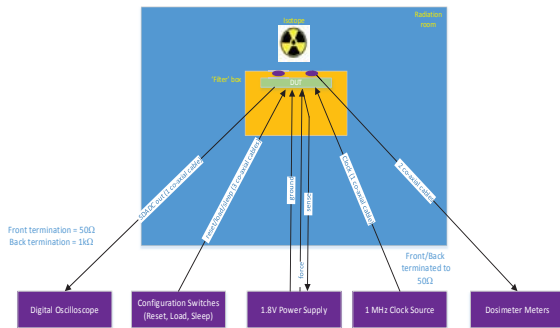 Radiation
room
Isotope
"Filter" box
OUT
SDADC out (1 co-axial cable)
reset/load/sleep (3 co-axial cables)
ground
force
sense
Clock (1 co-axial cable)
2 co-axial cables
Front termination = 50Ω
Back termination = 1kΩ
Front/Back
terminated to
50Ω
Digital Oscilloscope
Configuration Switches
(Reset, Load, Sleep)
1.8V Power Supply
1 MHz Clock Source
Dosimeter Meters